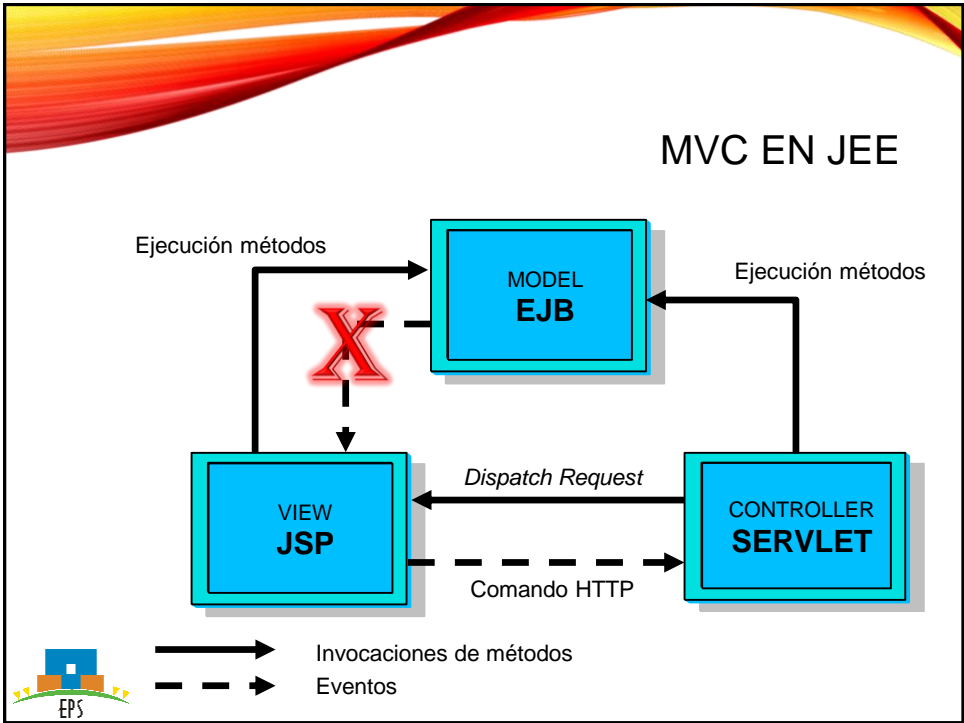 MVC EN JEE
Ejecución métodos
Ejecución métodos
MODEL
EJB
X
Dispatch Request
VIEW
JSP
CONTROLLER
SERVLET
Comando HTTP
Invocaciones de métodos
Eventos
EPS